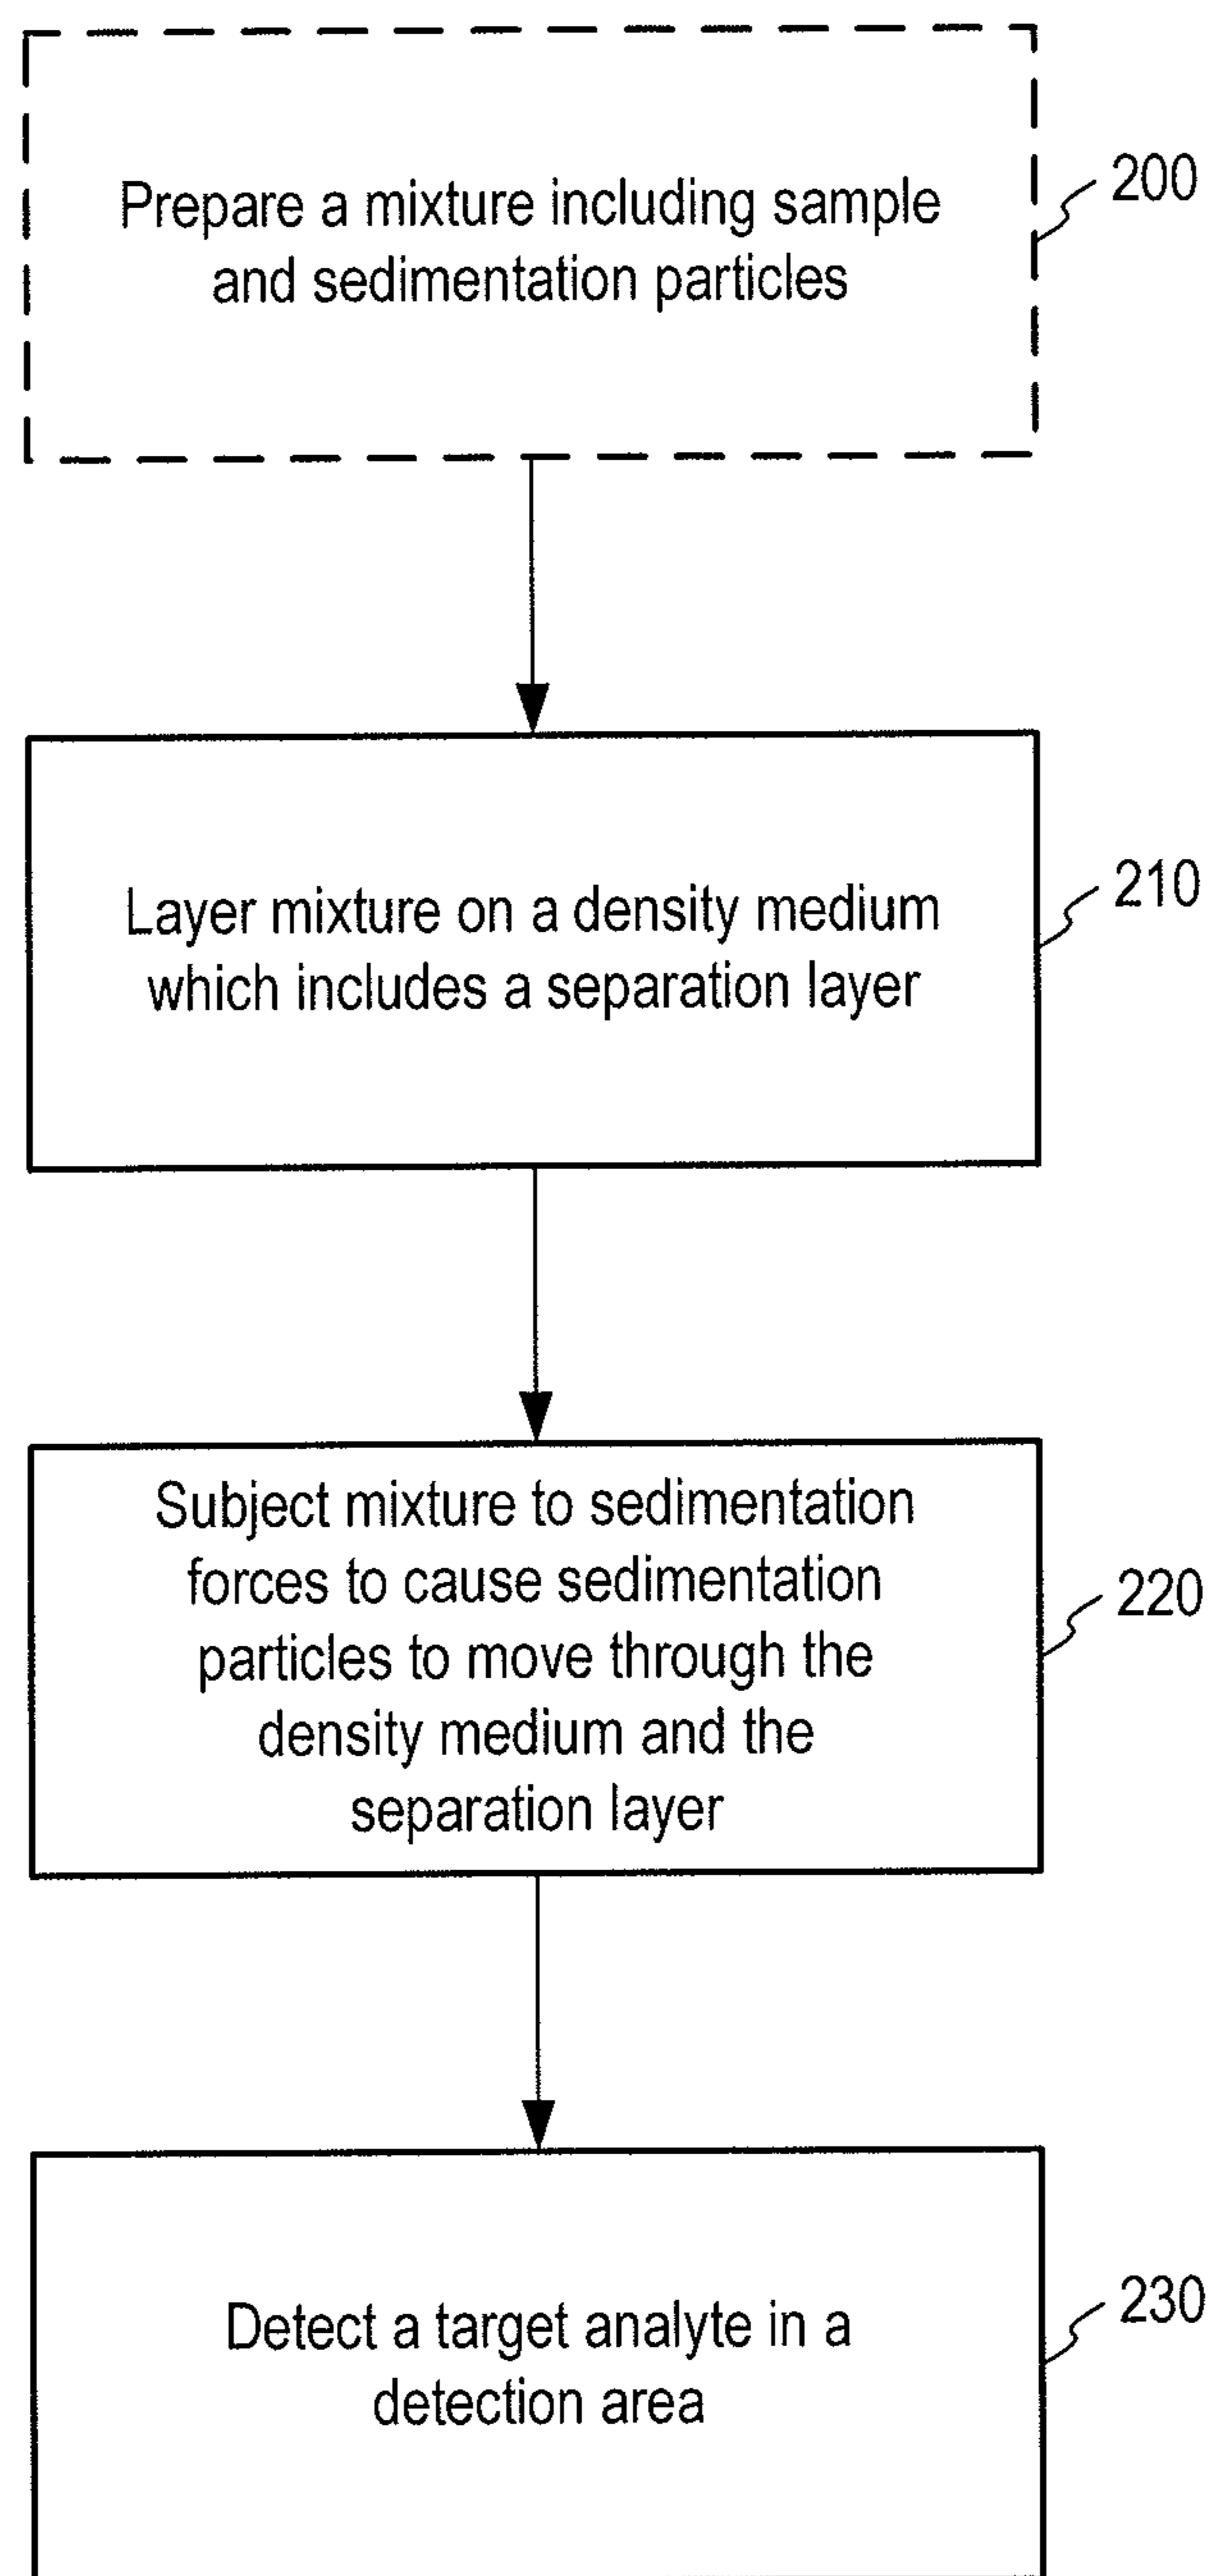 Prepare a mixture including sample
and sedimentation particles
200
Layer mixture on a density medium
which includes a separation layer
210
Subject mixture to sedimentation
forces to cause sedimentation
particles to move through the
density medium and the
separation layer
220
Detect a target analyte in a
detection area
230